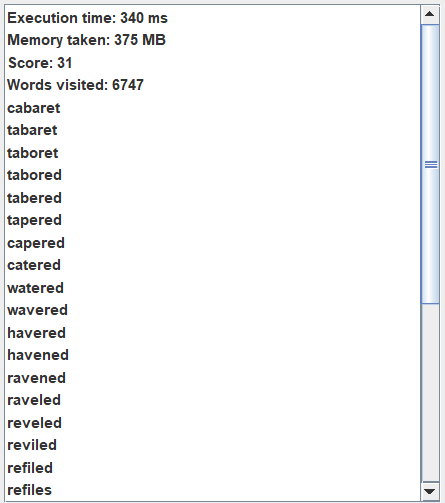 Execution time: 340 ms
Memory taken: 375 MB
Score: 31
Words visited: 6747
cabaret
tabaret
taboret
tabored
tabered
tapered
capered
catered
watered
wavered
havered
havened
ravened
raveled
reveled
reviled
refiled
refiles